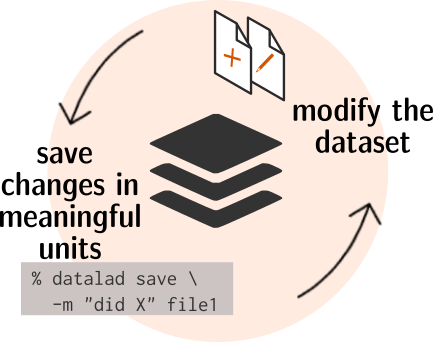 modify the
dataset
save
changes in
meaningful
units
% datalad save \
-m "did X" file1